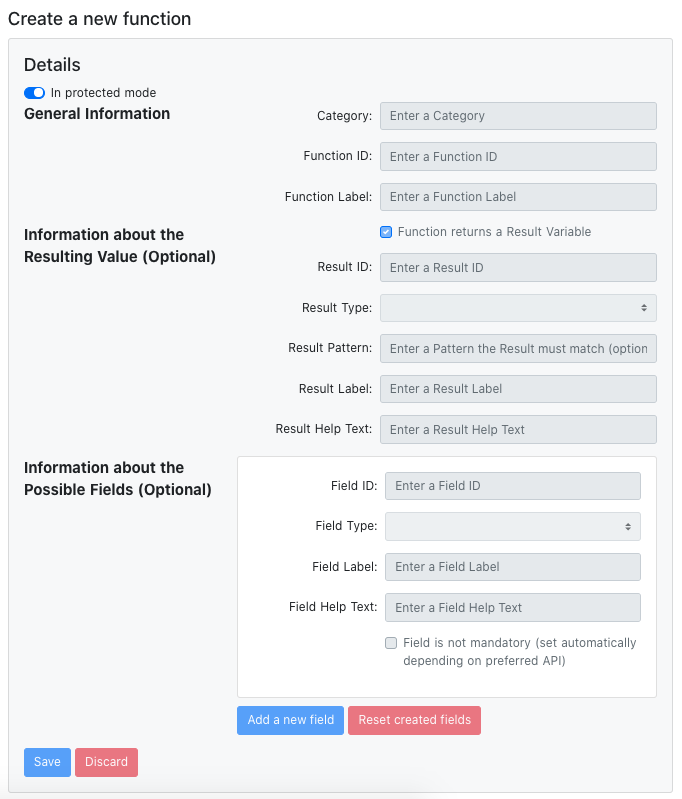 Create a new function
Details
In protected mode
General Information
Category: Enter a Category
Function ID: Enter a Function ID
Function Label: Enter a Function Label
Information about the
Resulting Value (Optional)
Function returns a Result Variable
Result ID: Enter a Result ID
Result Type:
Result Pattern: Enter a Pattern the Result must match (option
Result Label: Enter a Result Label
Result Help Text: Enter a Result Help Text
Information about the
Possible Fields (Optional)
Field ID: Enter a Field ID
Field Type:
Field Label: Enter a Field Label
Field Help Text: Enter a Field Help Text
Field is not mandatory (set automatically
depending on preferred API)
Add a new field Reset created fields
Save Discard